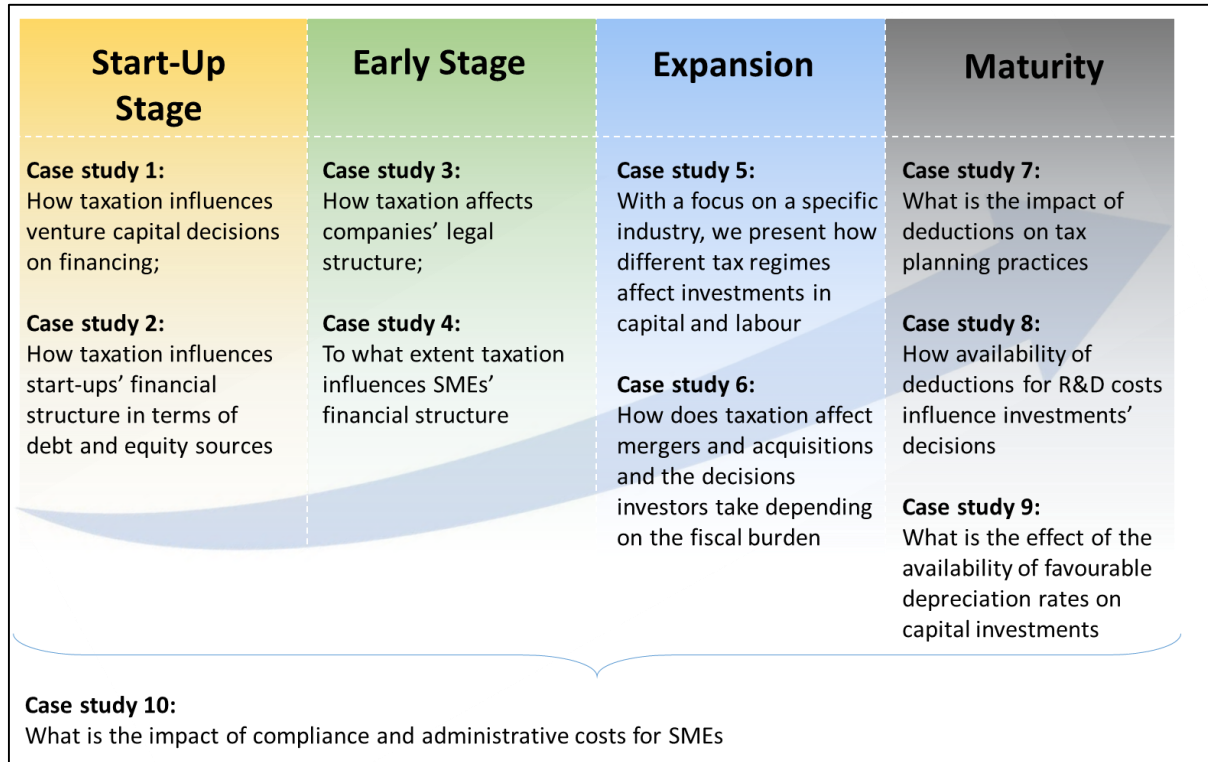 Start-Up
Stage
Early Stage
Expansion
Maturity
Case study 1:
How taxation influences
venture capital decisions
on financing;
Case study 2:
How taxation influences
start-ups’ financial
structure in terms of
debt and equity sources
Case study 3:
How taxation affects
companies’ legal
structure;
Case study 4:
To what extent taxation
influences SMEs’
financial structure
Case study 5:
With a focus on a specific
industry, we present how
different tax regimes
affect investments in
capital and labour
Case study 6:
How does taxation affect
mergers and acquisitions
and the decisions
investors take depending
on the fiscal burden
Case study 7:
What is the impact of
deductions on tax
planning practices
Case study 8:
How availability of
deductions for R&D costs
influence investments’
decisions
Case study 9:
What is the effect of the
availability of favourable
depreciation rates on
capital investments
Case study 10:
What is the impact of compliance and administrative costs for SMEs